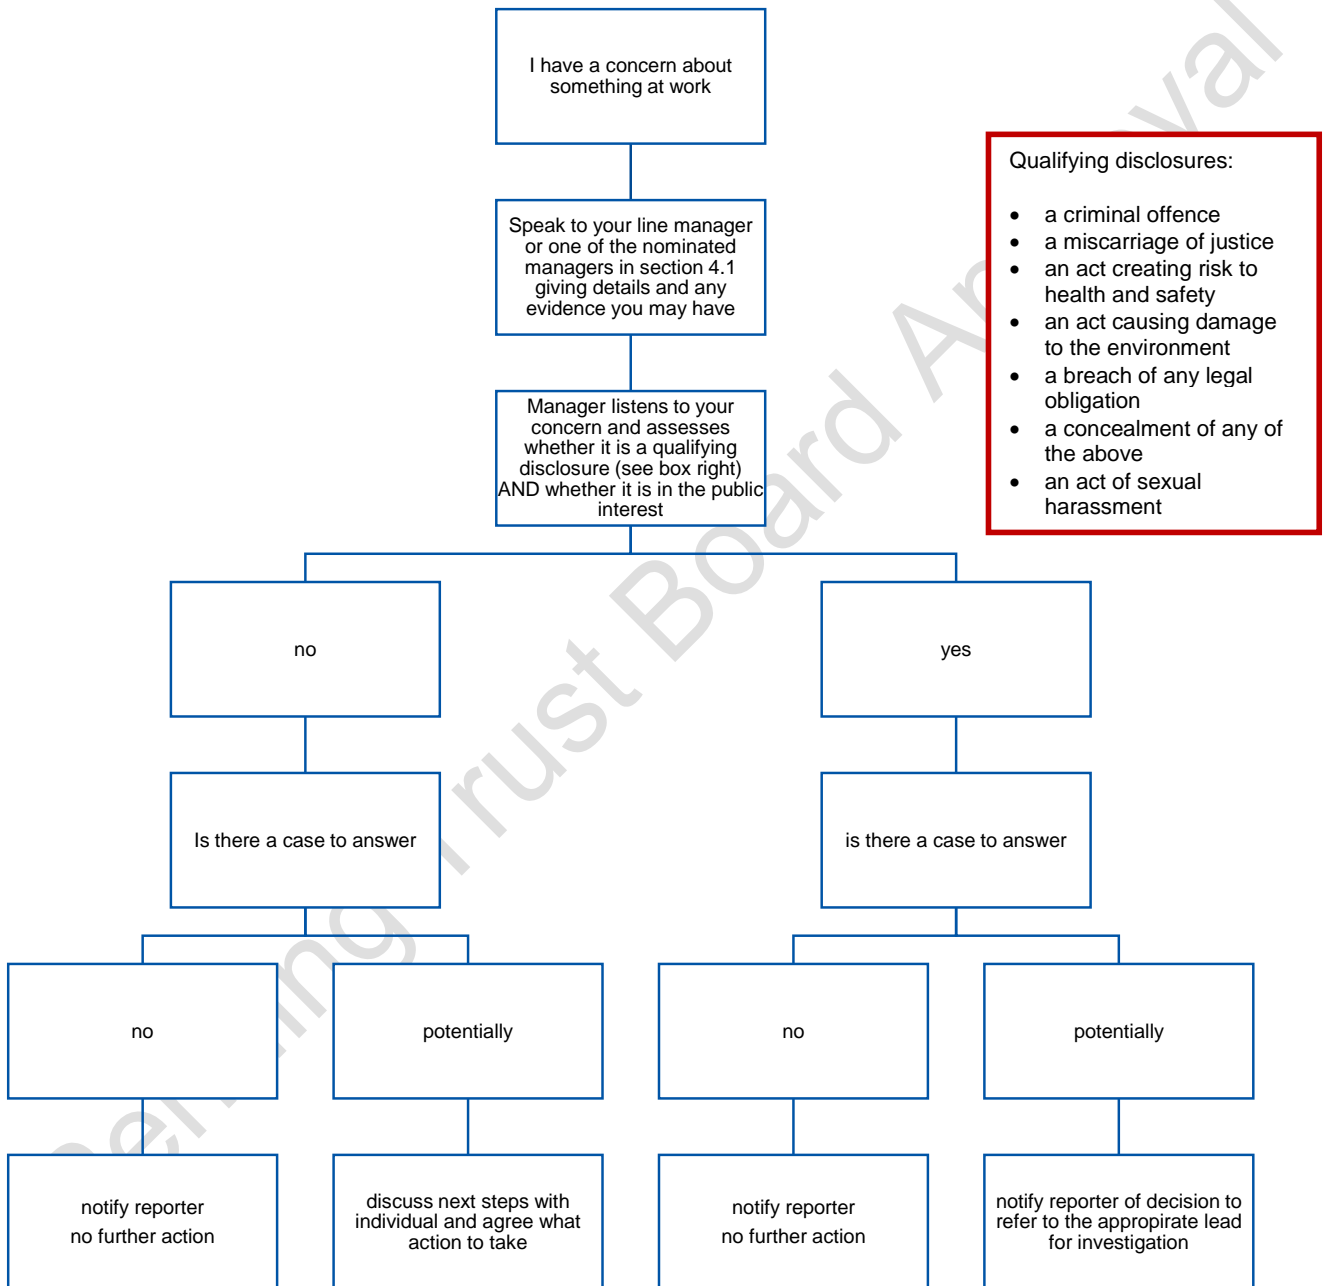 I have a concern about
something at work
Qualifying disclosures:
• a criminal offence
• a miscarriage of justice
• an act creating risk to
health and safety
• an act causing damage
to the environment
• a breach of any legal
obligation
• a concealment of any of
the above
• an act of sexual
harassment
Speak to your line manager
or one of the nominated
managers in section 4.1
giving details and any
evidence you may have
Manager listens to your
concern and assesses
whether it is a qualifying
disclosure (see box right)
AND whether it is in the public
interest
no
yes
Is there a case to answer
is there a case to answer
no
potentially
no
potentially
notify reporter
no further action
discuss next steps with
individual and agree what
action to take
notify reporter
no further action
notify reporter of decision to
refer to the appropirate lead
for investigation
Trust Board